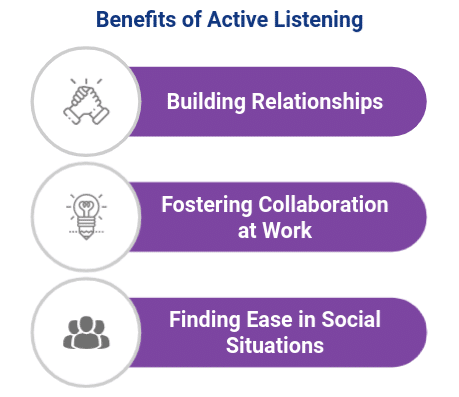 Benefits of Active Listening
Building Relationships
Fostering Collaboration
at Work
Finding Ease in Social
Situations